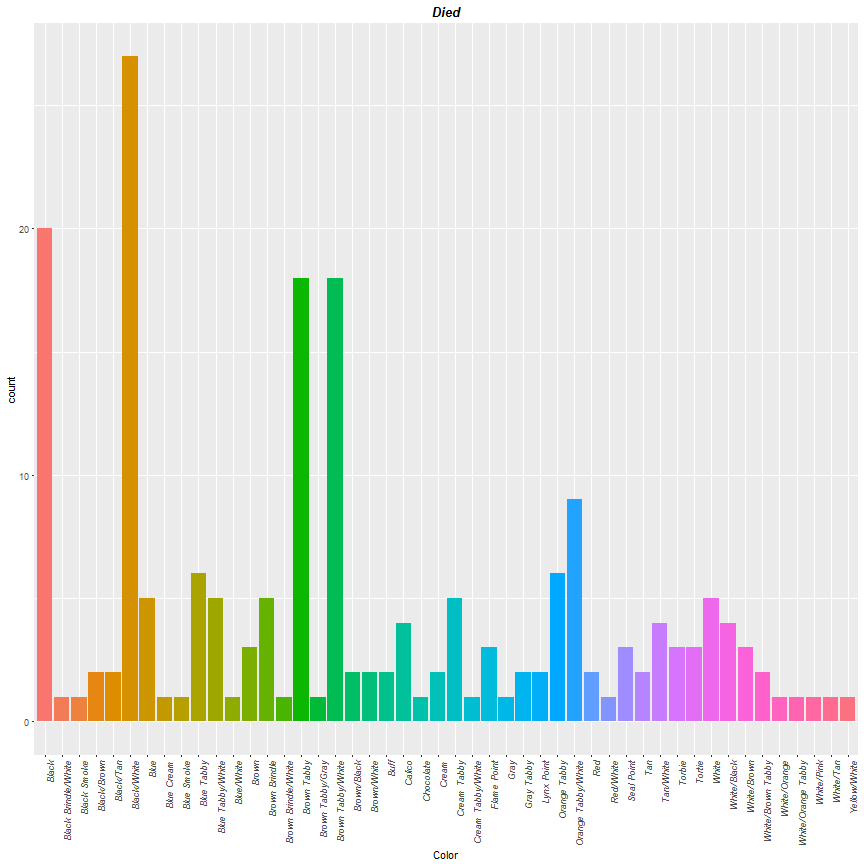 Died
count
20
10
0
Black
Black Brindle/White
Black Smoke
Black/Brown
Black/Tan
Black/White
Blue
Blue Cream
Blue Smoke
Blue Tabby
Blue Tabby/White
Blue/White
Brown
Brown Brindle
Brown Brindle/White
Brown Tabby
Brown Tabby/Gray
Brown Tabby/White
Brown/Black
Brown/White
Buff
Calico
Chocolate
Cream
Cream Tabby
Cream Tabby/White
Flame Point
Gray
Gray Tabby
Lynx Point
Orange Tabby
Orange Tabby/White
Red
Red/White
Seal Point
Tan
Tan/White
Torbie
Tortie
White
White/Black
White/Brown
White/Brown Tabby
White/Orange
White/Orange Tabby
White/Pink
White/Tan
Yellow/White
Color